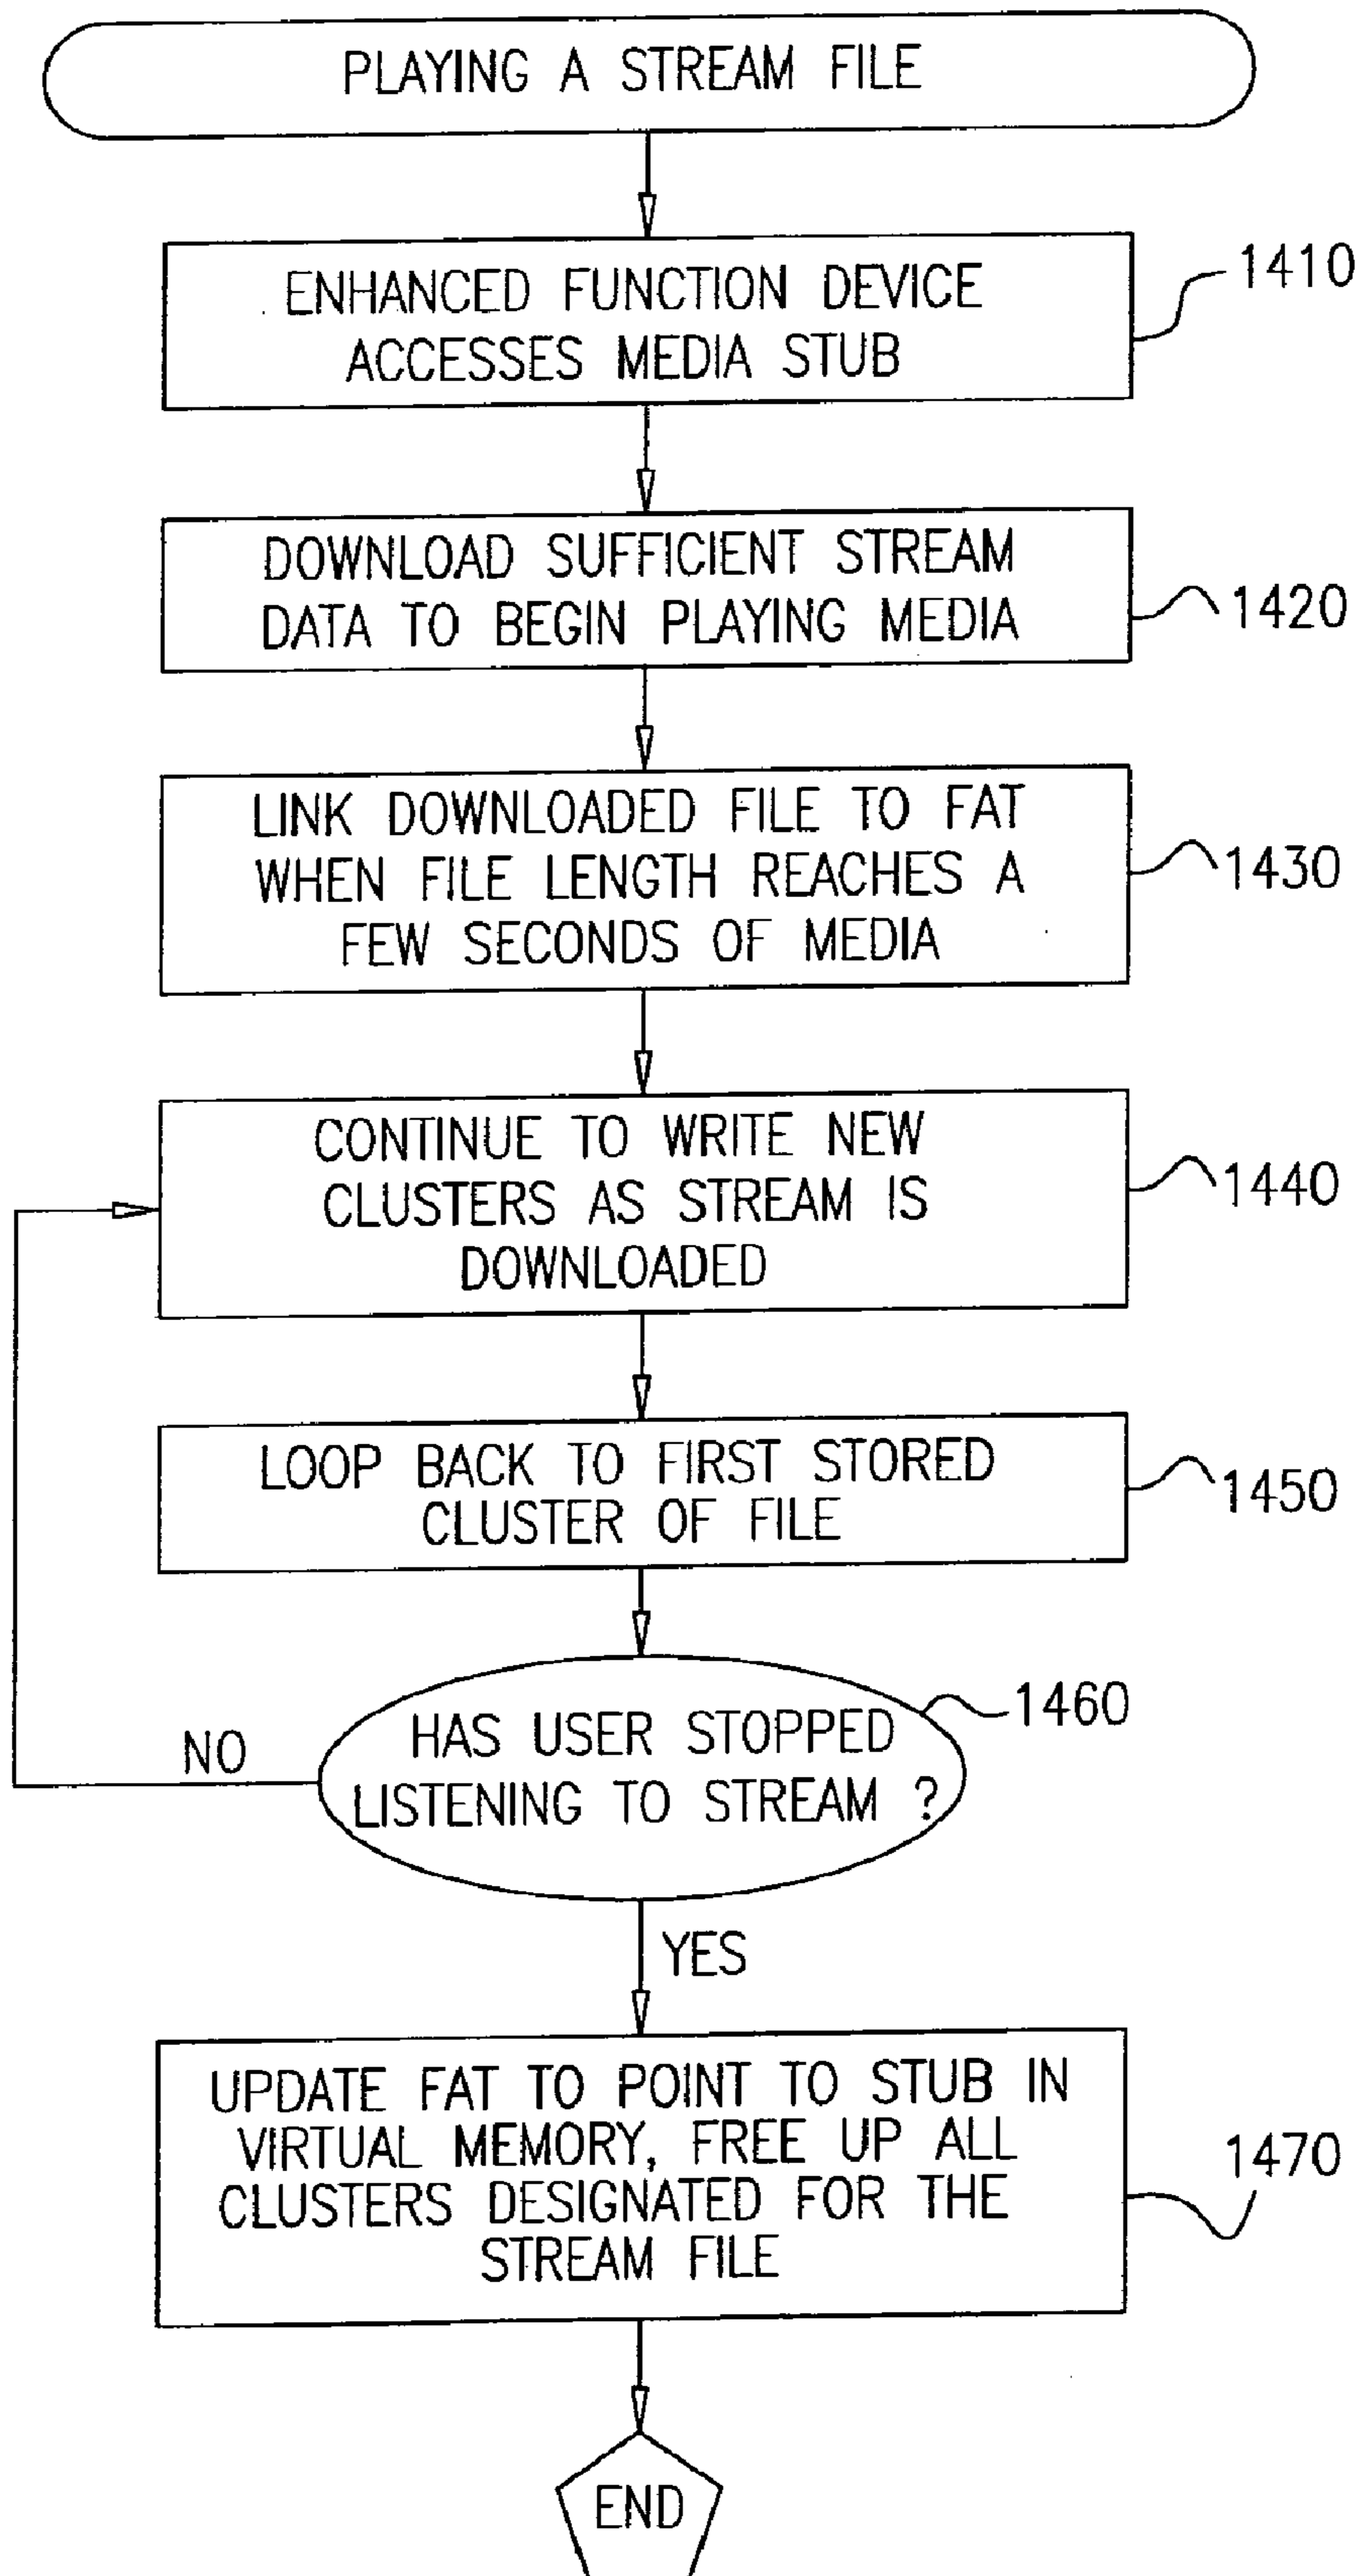 PLAYING A STREAM FILE
ENHANCED FUNCTION DEVICE
ACCESSES MEDIA STUB
1410
DOWNLOAD SUFFICIENT STREAM
DATA TO BEGIN PLAYING MEDIA
1420
LINK DOWNLOADED FILE TO FAT
WHEN FILE LENGTH REACHES A
FEW SECONDS OF MEDIA
1430
CONTINUE TO WRITE NEW
CLUSTERS AS STREAM IS
DOWNLOADED
1440
LOOP BACK TO FIRST STORED
CLUSTER OF FILE
1450
HAS USER STOPPED
LISTENING TO STREAM ?
1460
NO
YES
UPDATE FAT TO POINT TO STUB IN
VIRTUAL MEMORY, FREE UP ALL
CLUSTERS DESIGNATED FOR THE
STREAM FILE
1470
END